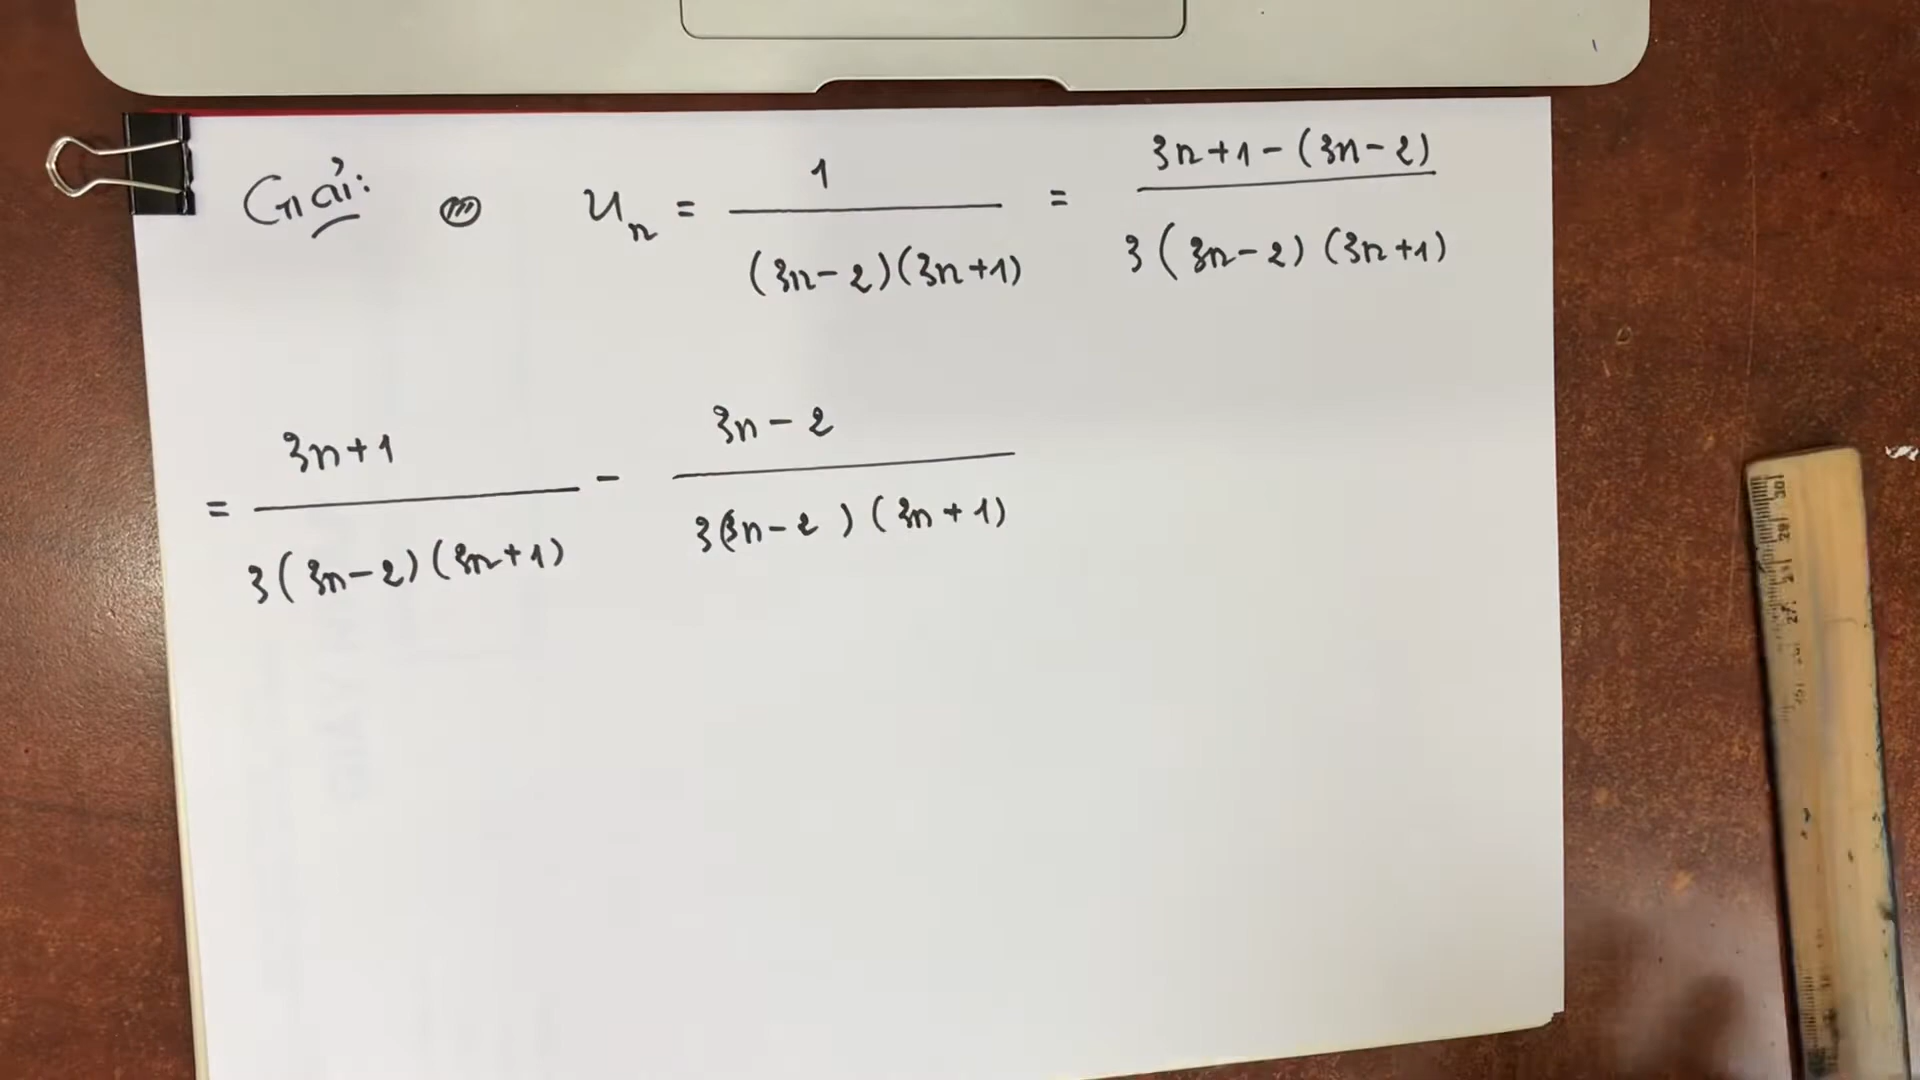 Giải: u_n = 1 / (3n-2)(3n+1) = 3n+1-(3n-2) / 3(3n-2)(3n+1)
= 3n+1 / 3(3n-2)(3n+1) - 3n-2 / 3(3n-2)(3n+1)